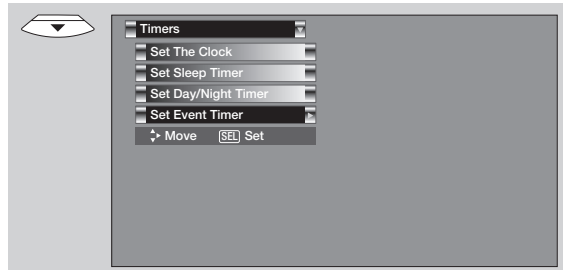 Timers
Set The Clock
Set Sleep Timer
Set Day/Night Timer
Set Event Timer
Move SEL Set